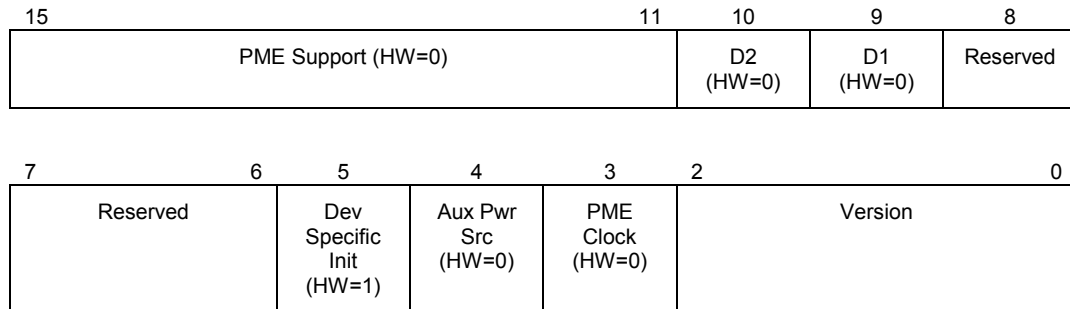 15 11 10 9 8
PME Support (HW=0) D2 D1 Reserved
(HW=0) (HW=0)
7 6 5 4 3 2 0
Reserved Dev Aux Pwr PME Version
Specific Src Clock
Init (HW=0) (HW=0)
(HW=1)